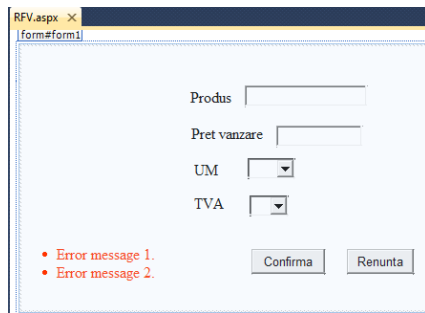 RFV.aspx ×
form#form1
Produs
Pret vanzare
UM
TVA
• Error message 1.
• Error message 2.
Confirma
Renunta